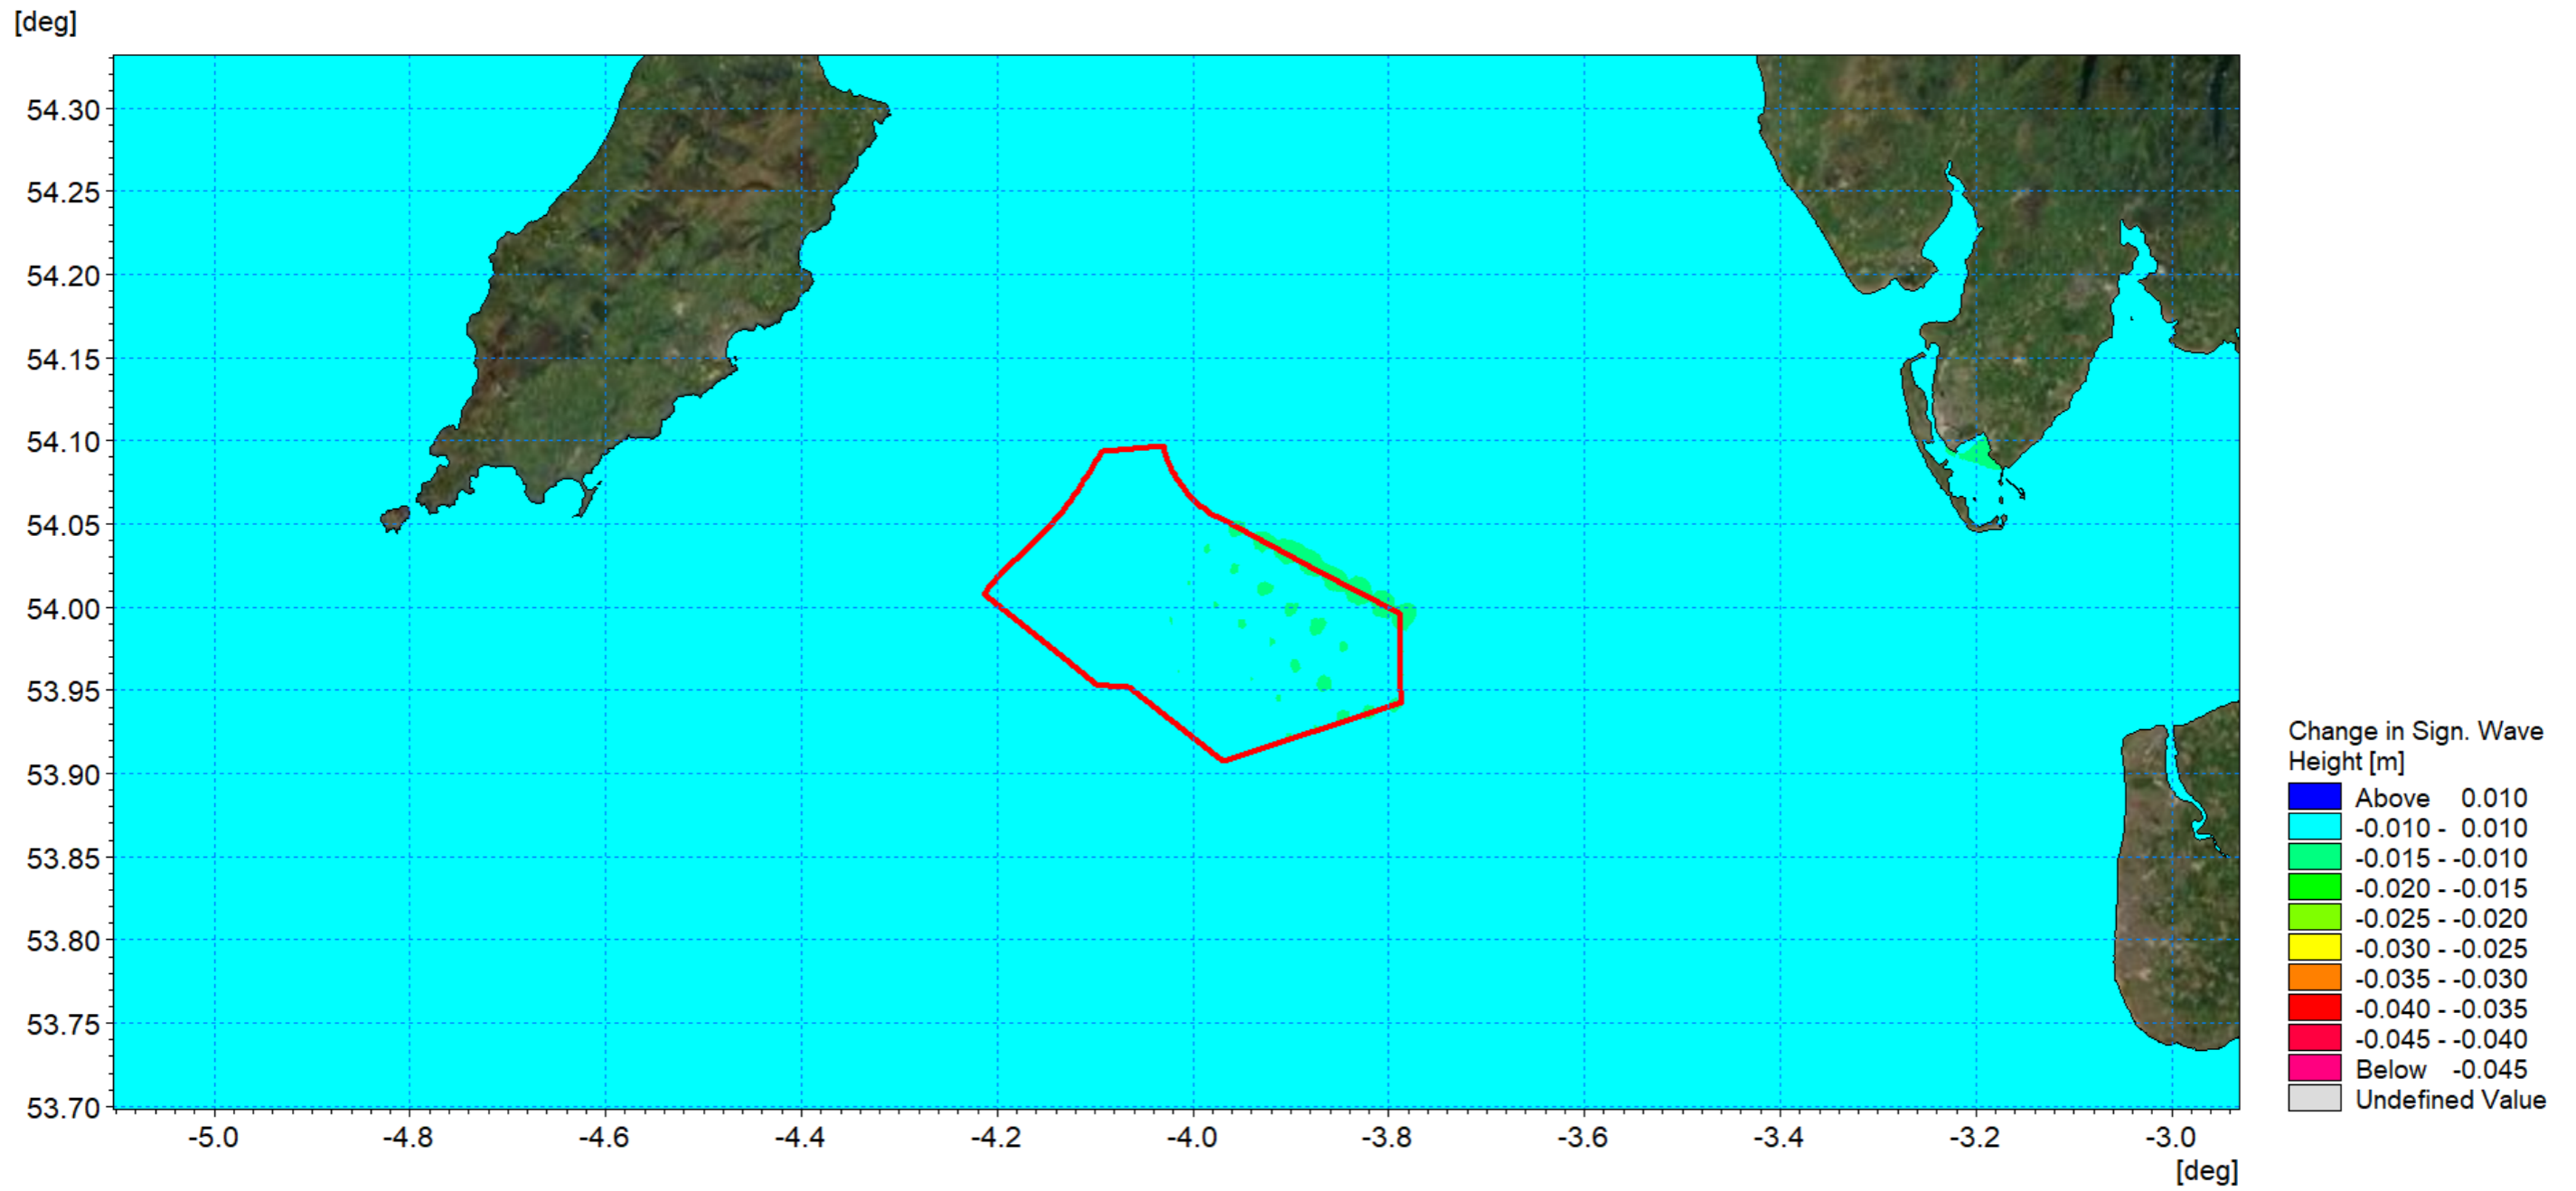 [deg]
54.30
54.25
54.20
54.15
54.10
54.05
54.00
53.95
53.90
53.85
53.80
53.75
53.70
-5.0 -4.8 -4.6 -4.4 -4.2 -4.0 -3.8 -3.6 -3.4 -3.2 -3.0
[deg]
Change in Sign. Wave
Height [m]
Above 0.010
-0.010 - 0.010
-0.015 - -0.010
-0.020 - -0.015
-0.025 - -0.020
-0.030 - -0.025
-0.035 - -0.030
-0.040 - -0.035
-0.045 - -0.040
Below -0.045
Undefined Value